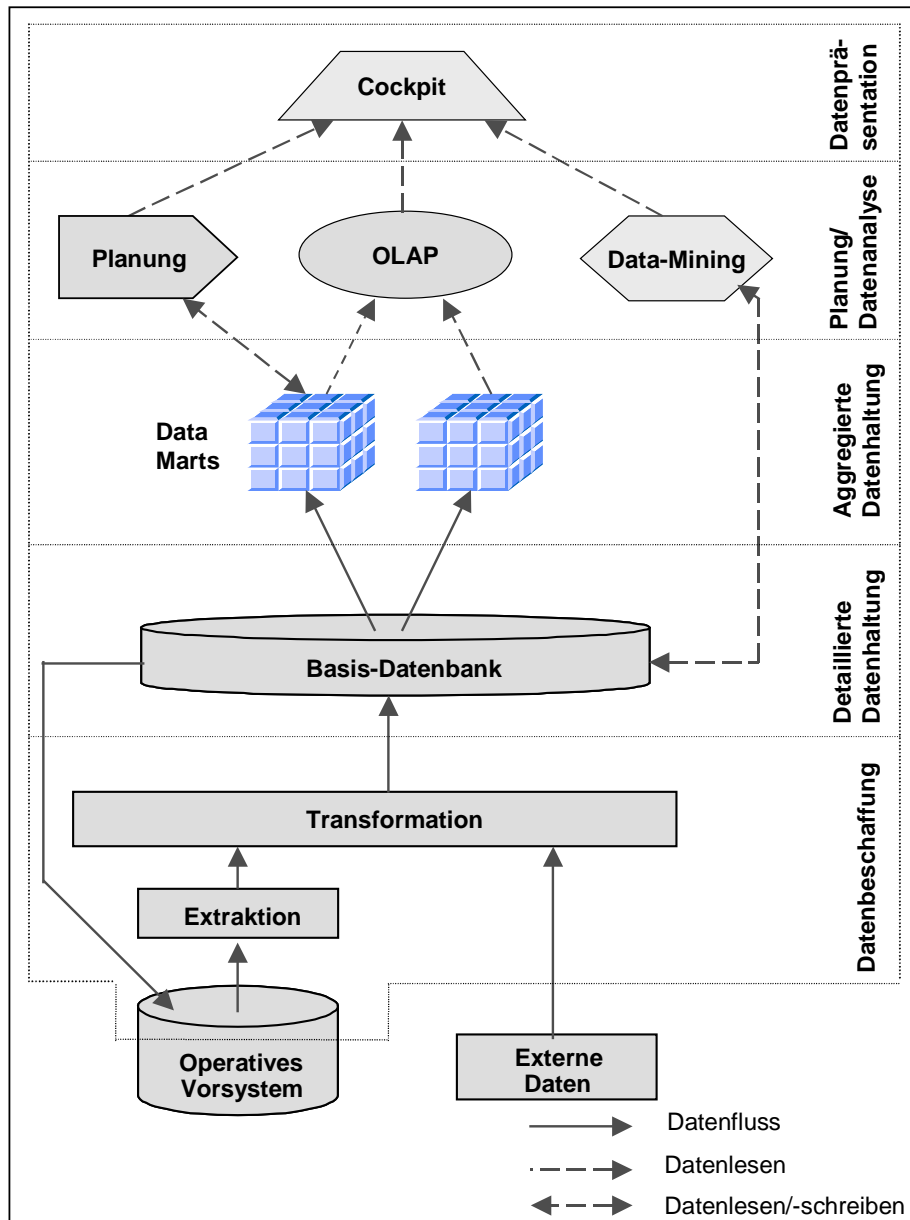 Cockpit
Datenprä-
sentation
Planung
OLAP
Data-Mining
Planung/
Datenanalyse
Data
Marts
Aggregierte
Datenhaltung
Basis-Datenbank
Detaillierte
Datenhaltung
Transformation
Extraktion
Datenbeschaffung
Operatives
Vorsystem
Externe
Daten
Datenfluss
Datenlesen
Datenlesen/-schreiben